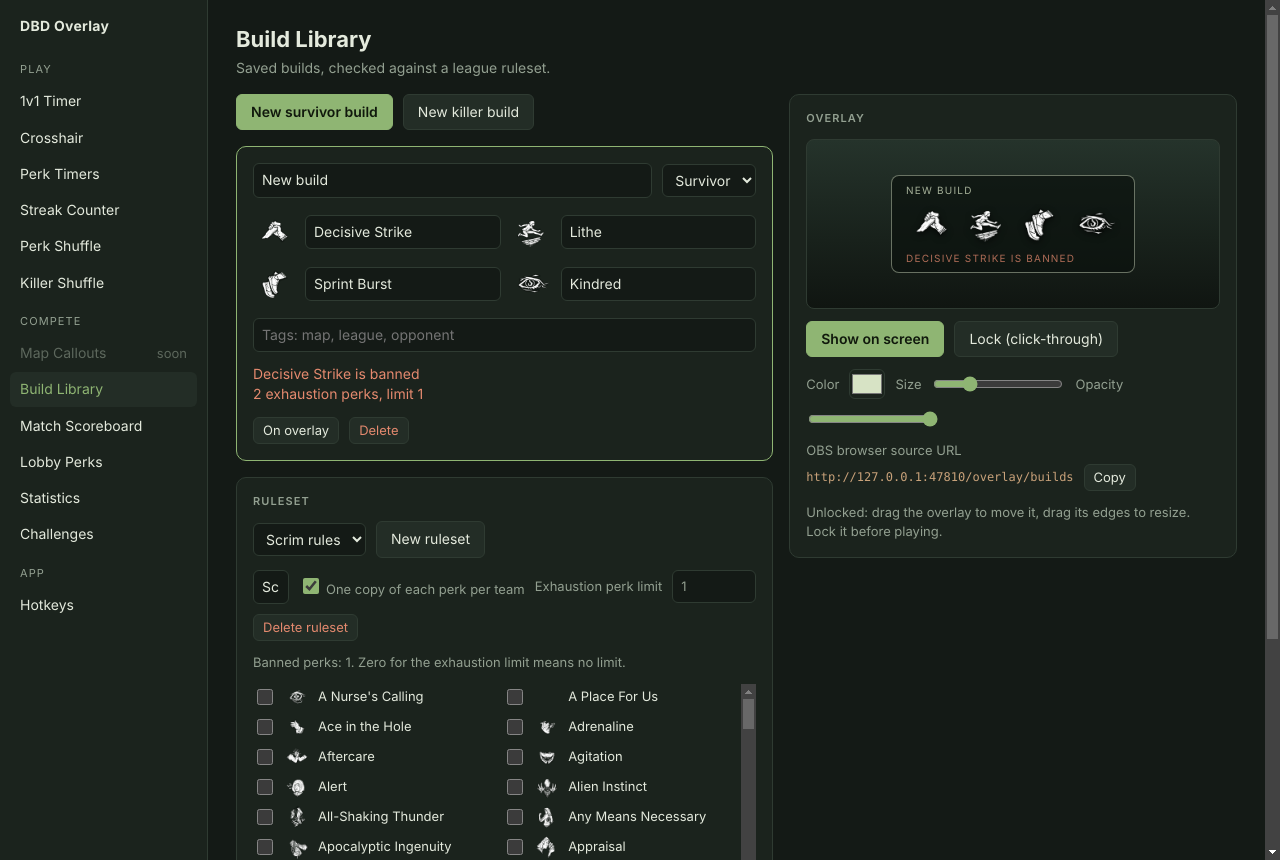 DBD Overlay
PLAY
1v1 Timer
Crosshair
Perk Timers
Streak Counter
Perk Shuffle
Killer Shuffle
COMPETE
Map Callouts soon
Build Library
Match Scoreboard
Lobby Perks
Statistics
Challenges
APP
Hotkeys
Build Library
Saved builds, checked against a league ruleset.
New survivor build New killer build
New build Survivor
Decisive Strike Lithe
Sprint Burst Kindred
Tags: map, league, opponent
Decisive Strike is banned
2 exhaustion perks, limit 1
On overlay Delete
RULESET
Scrim rules New ruleset
Sc One copy of each perk per team Exhaustion perk limit 1
Delete ruleset
Banned perks: 1. Zero for the exhaustion limit means no limit.
A Nurse's Calling A Place For Us
Ace in the Hole Adrenaline
Aftercare Agitation
Alert Alien Instinct
All-Shaking Thunder Any Means Necessary
Apocalyptic Ingenuity Appraisal
OVERLAY
NEW BUILD
DECISIVE STRIKE IS BANNED
Show on screen Lock (click-through)
Color Size Opacity
OBS browser source URL
http://127.0.0.1:47810/overlay/builds Copy
Unlocked: drag the overlay to move it, drag its edges to resize.
Lock it before playing.